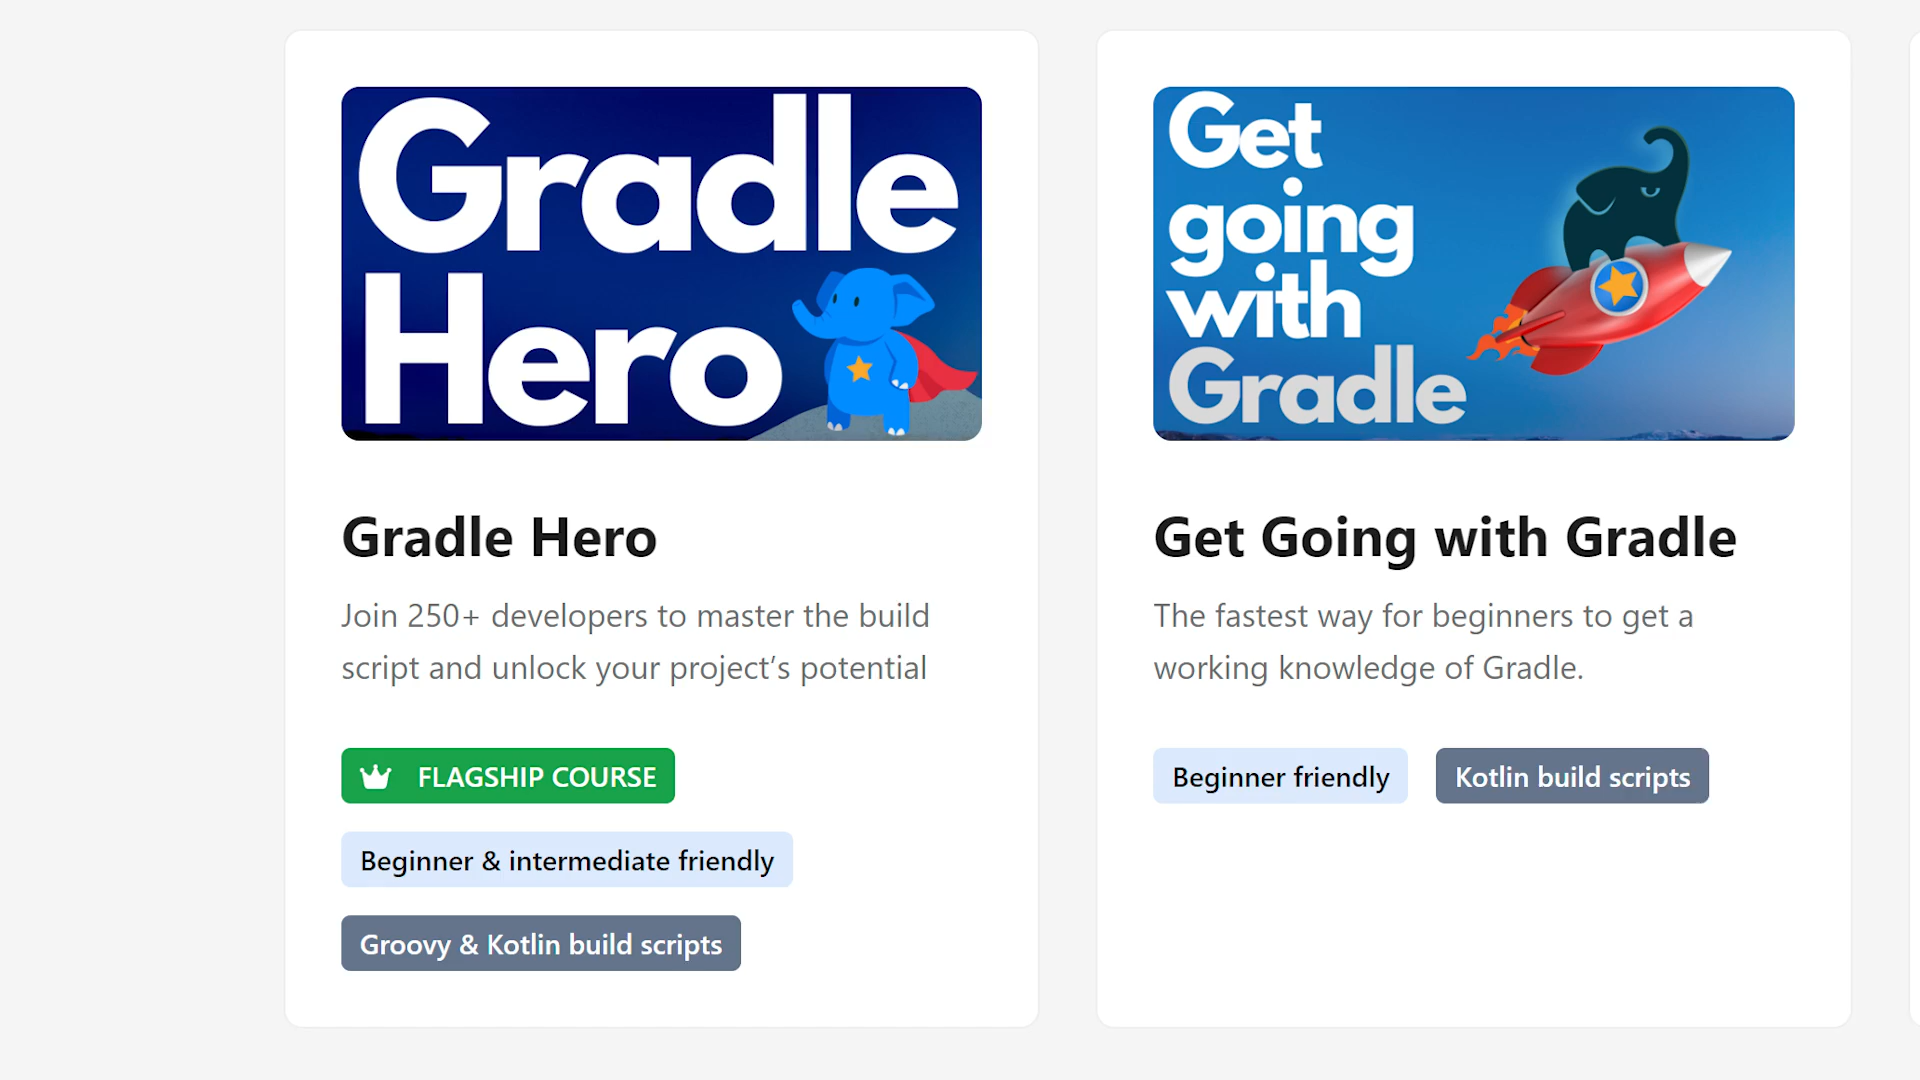 Gradle
Hero
Gradle Hero
Join 250+ developers to master the build
script and unlock your project’s potential
FLAGSHIP COURSE
Beginner & intermediate friendly
Groovy & Kotlin build scripts
Get
going
with
Gradle
Get Going with Gradle
The fastest way for beginners to get a
working knowledge of Gradle.
Beginner friendly
Kotlin build scripts